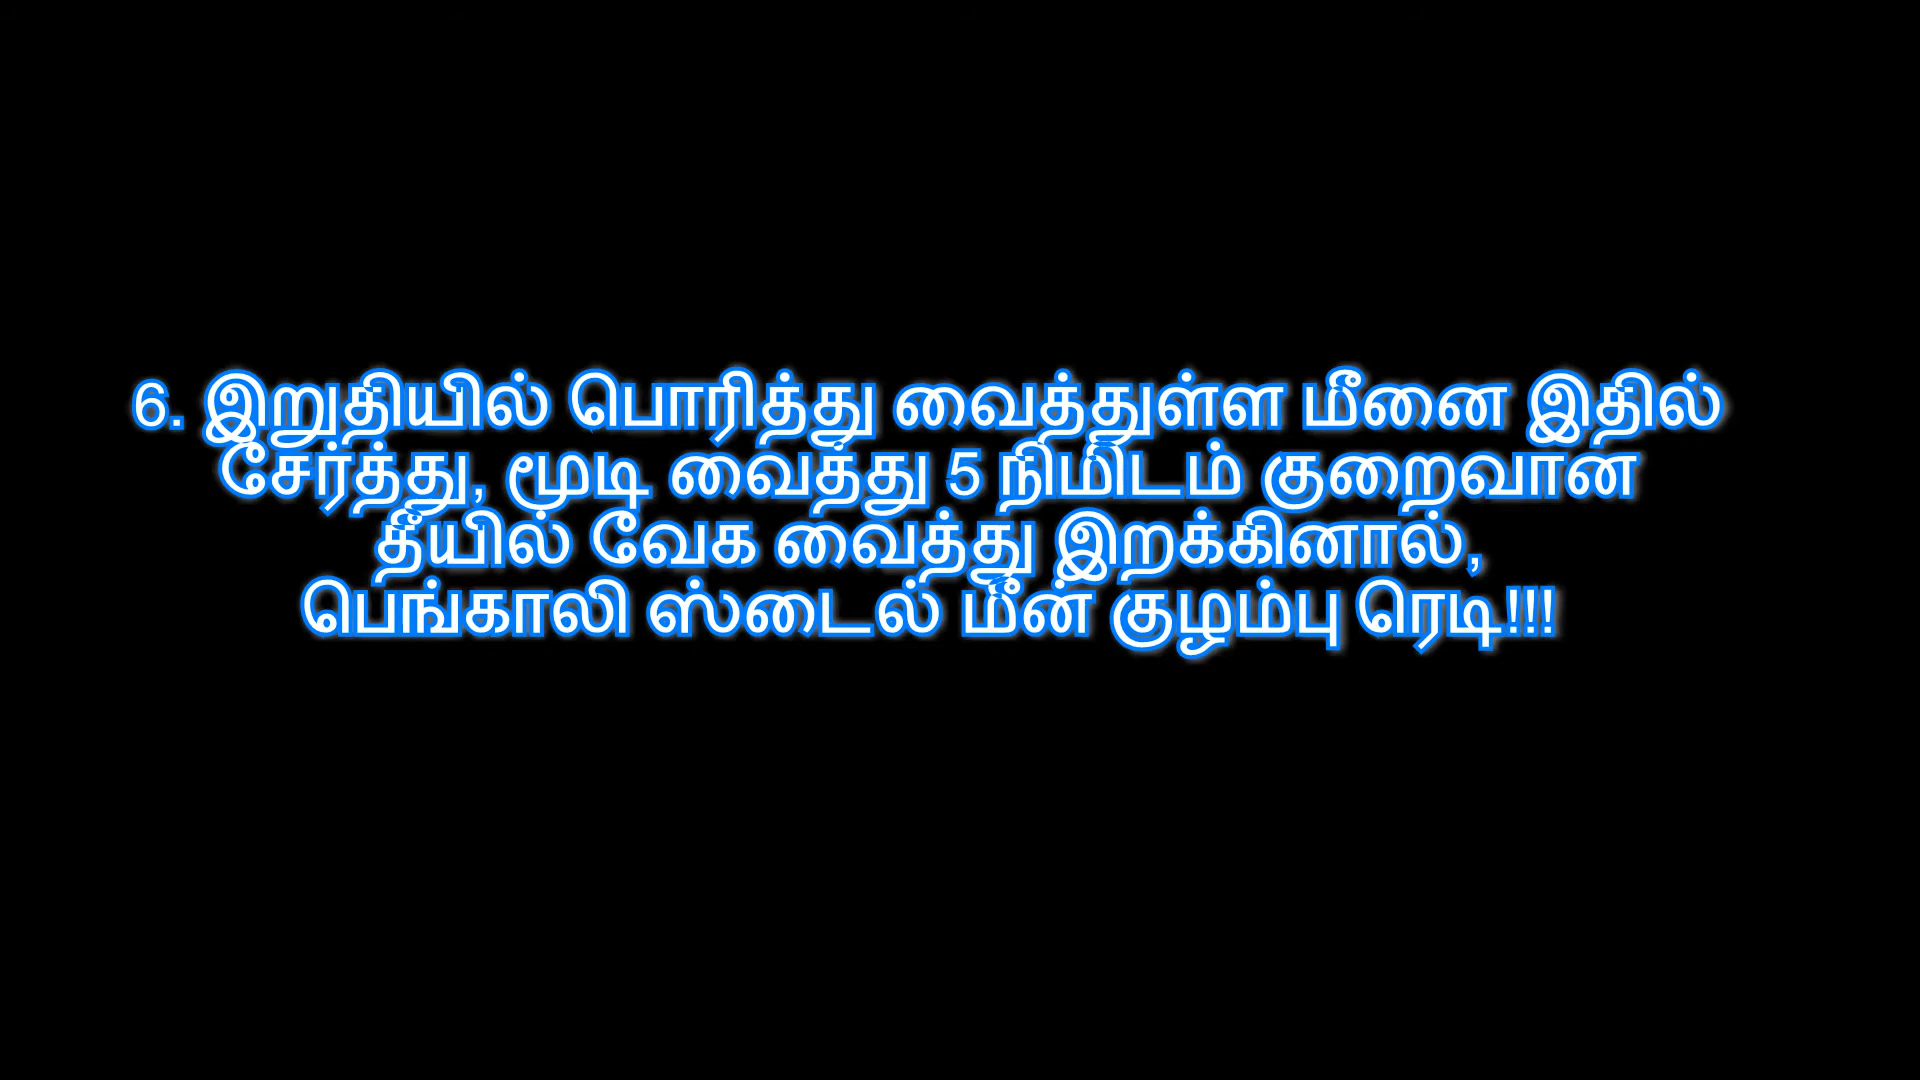 6. இறுதியில் பொரித்து வைத்துள்ள மீனை இதில்
சேர்த்து, மூடி வைத்து 5 நிமிடம் குறைவான
தீயில் வேக வைத்து இறக்கினால்,
பெங்காலி ஸ்டைல் மீன் குழம்பு ரெடி!!!